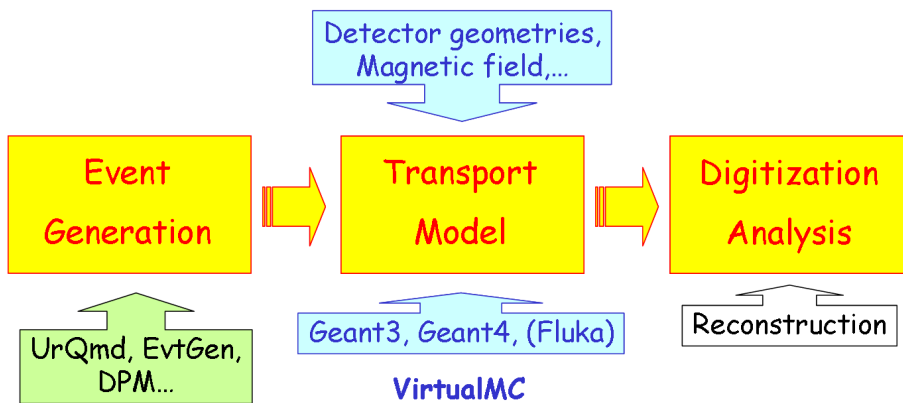 Detector geometries,
Magnetic field,...
Event
Generation
Transport
Model
Digitization
Analysis
UrQmd, EvtGen,
DPM...
Geant3, Geant4, (Fluka)
VirtualMC
Reconstruction